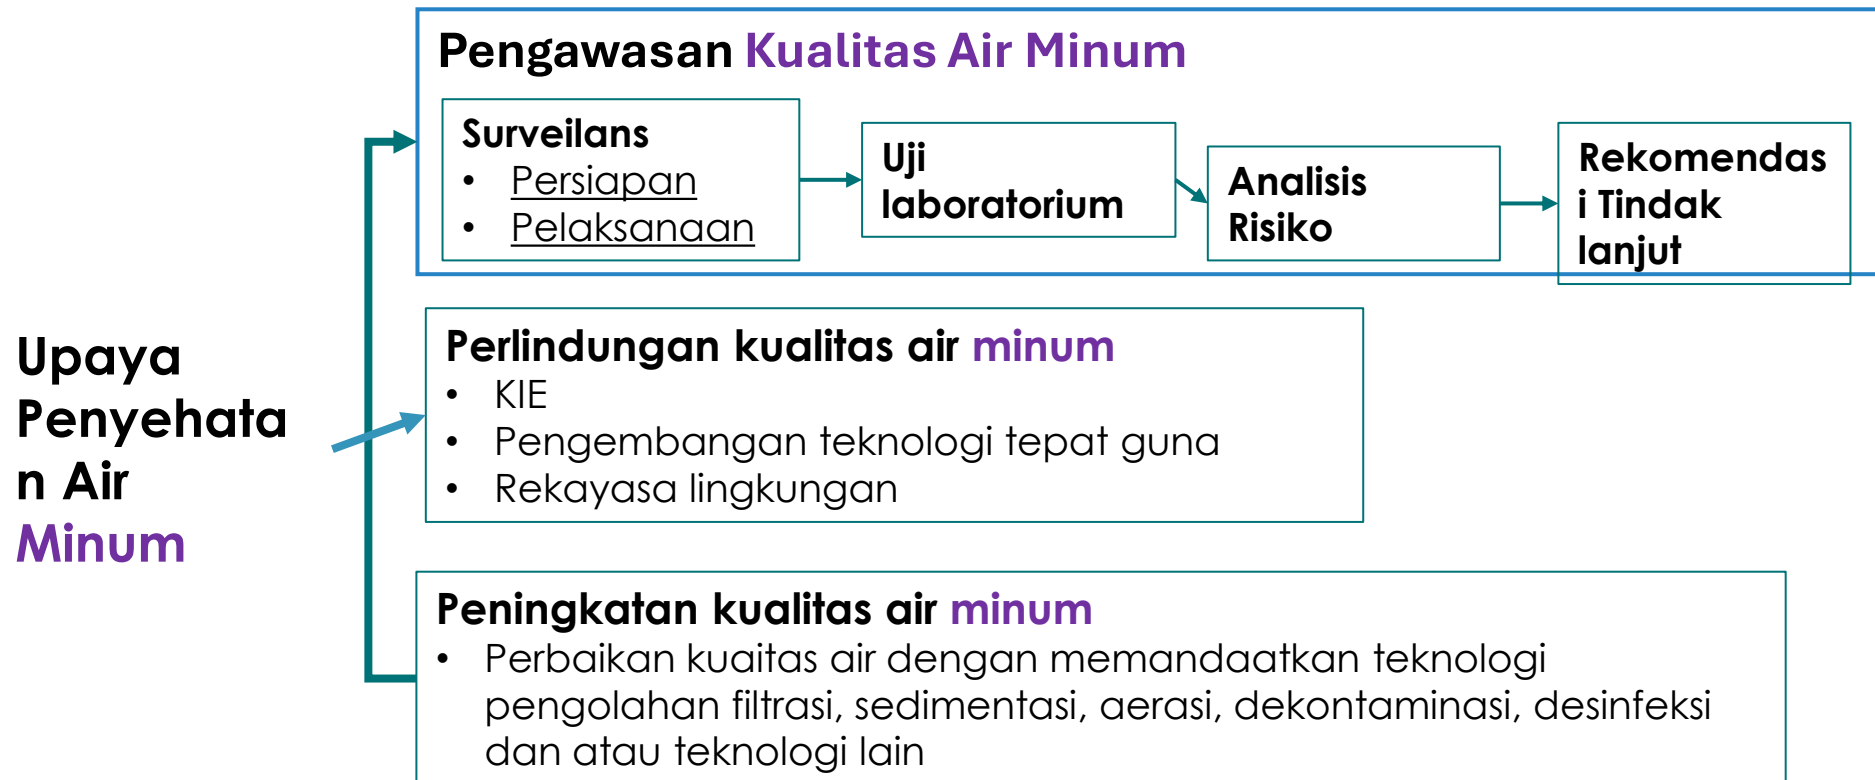 Pengawasan Kualitas Air Minum
Surveilans
• Persiapan
• Pelaksanaan
Uji
laboratorium
Analisis
Risiko
Rekomendas
i Tindak
lanjut
Upaya
Penyehata
n Air
Minum
Perlindungan kualitas air minum
• KIE
• Pengembangan teknologi tepat guna
• Rekayasa lingkungan
Peningkatan kualitas air minum
• Perbaikan kuaitas air dengan memandaatkan teknologi
pengolahan filtrasi, sedimentasi, aerasi, dekontaminasi, desinfeksi
dan atau teknologi lain